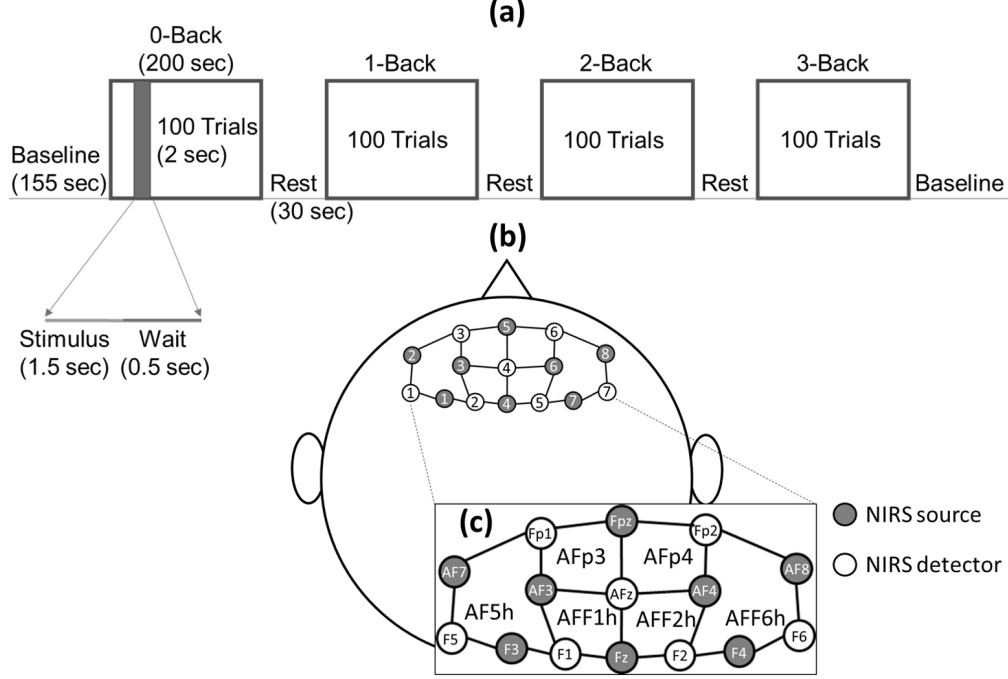 (a)
0-Back
(200 sec)
1-Back
2-Back
3-Back
100 Trials
(2 sec)
100 Trials
100 Trials
100 Trials
Baseline
(155 sec)
Rest
(30 sec)
Rest
Rest
Baseline
Stimulus
(1.5 sec)
Wait
(0.5 sec)
(b)
3 5 6
2 3 4 6 8
1 1 2 4 5 7 7
(c)
Fp1 Fpz Fp2
AFp3 AFp4
AF7 AF3 AFz AF4 AF8
AF5h AFF1h AFF2h AFF6h
F5 F3 F1 Fz F2 F4 F6
NIRS source
NIRS detector